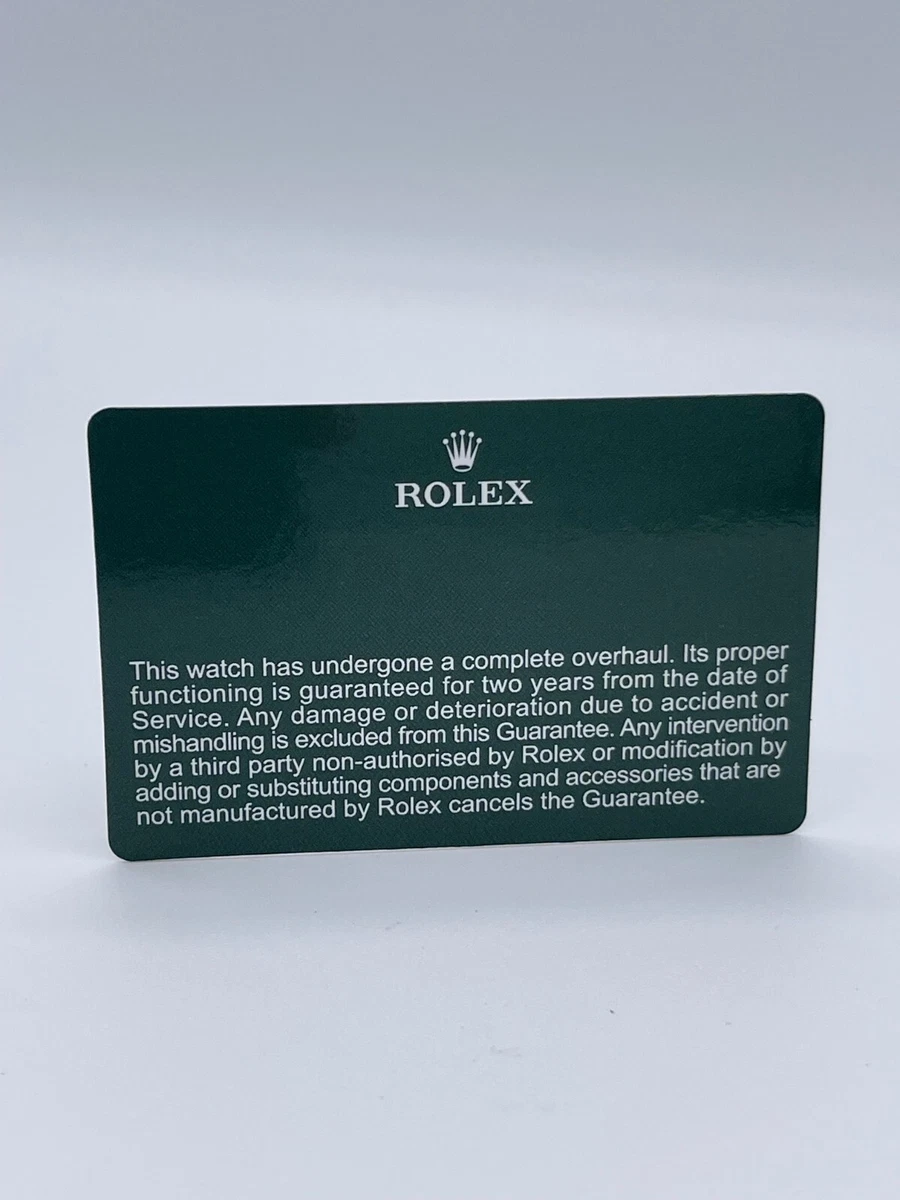 ROLEX
This watch has undergone a complete overhaul. Its proper
functioning is guaranteed for two years from the date of
Service. Any damage or deterioration due to accident or
mishandling is excluded from this Guarantee. Any intervention
by a third party non-authorised by Rolex or modification by
adding or substituting components and accessories that are
not manufactured by Rolex cancels the Guarantee.